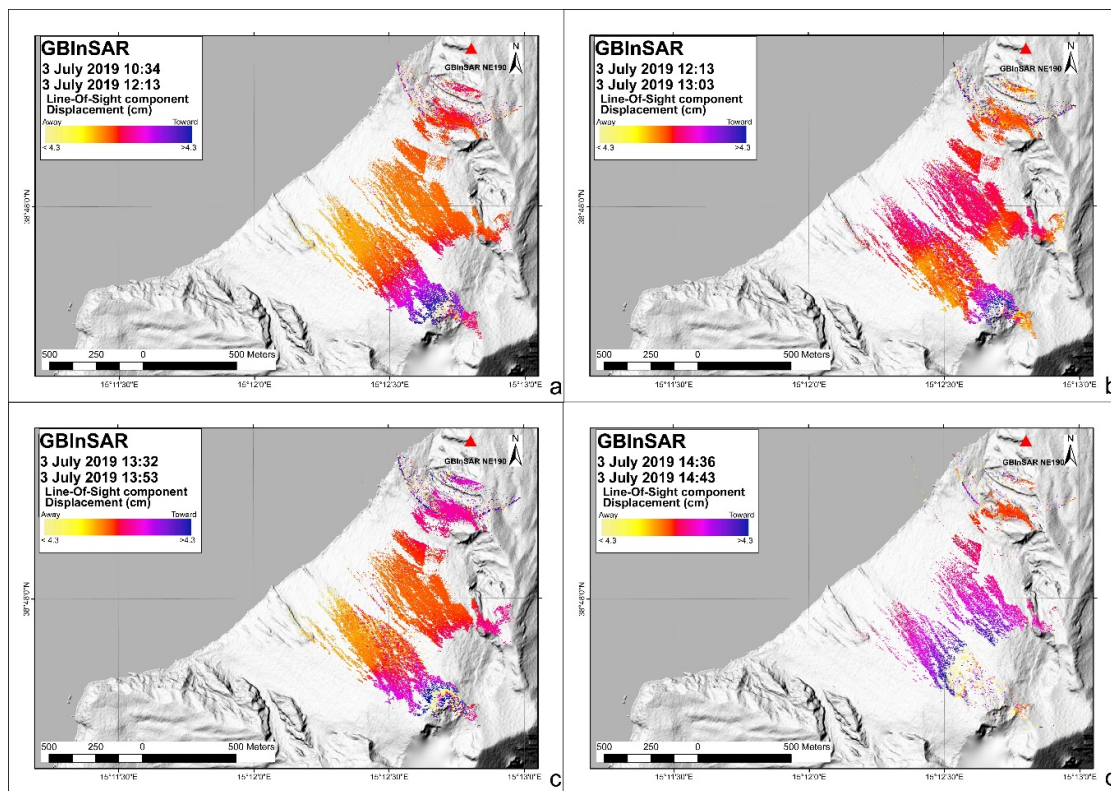 GBInSAR
3 July 2019 10:34
3 July 2019 12:13
Line-Of-Sight component
Displacement (cm)
Away Toward
< 4.3 >4.3
N
GBInSAR NE190
38°48'0"N
500 250 0 500 Meters
15°11'30"E 15°12'0"E 15°12'30"E 15°13'0"E
a
GBInSAR
3 July 2019 12:13
3 July 2019 13:03
Line-Of-Sight component
Displacement (cm)
Away Toward
< 4.3 >4.3
N
GBInSAR NE190
38°48'0"N
500 250 0 500 Meters
15°11'30"E 15°12'0"E 15°12'30"E 15°13'0"E
b
GBInSAR
3 July 2019 13:32
3 July 2019 13:53
Line-Of-Sight component
Displacement (cm)
Away Toward
< 4.3 >4.3
N
GBInSAR NE190
38°48'0"N
500 250 0 500 Meters
15°11'30"E 15°12'0"E 15°12'30"E 15°13'0"E
c
GBInSAR
3 July 2019 14:36
3 July 2019 14:43
Line-Of-Sight component
Displacement (cm)
Away Toward
< 4.3 >4.3
N
GBInSAR NE190
38°48'0"N
500 250 0 500 Meters
15°11'30"E 15°12'0"E 15°12'30"E 15°13'0"E